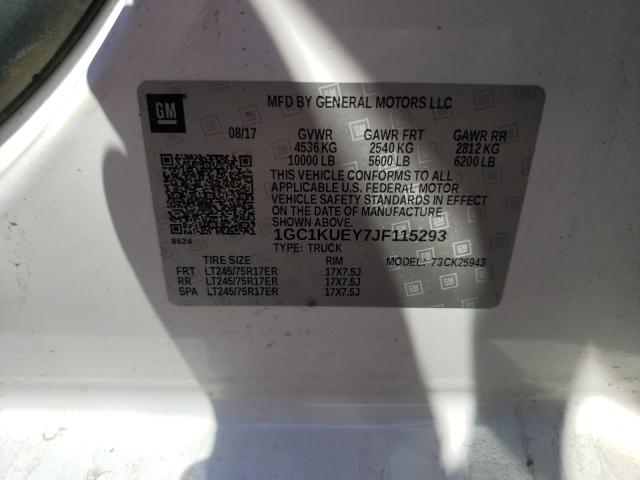 GM
MFD BY GENERAL MOTORS LLC
08/17 GVWR GAWR FRT GAWR RR
4536 KG 2540 KG 2812 KG
10000 LB 5600 LB 6200 LB
THIS VEHICLE CONFORMS TO ALL
APPLICABLE U.S. FEDERAL MOTOR
VEHICLE SAFETY STANDARDS IN EFFECT
ON THE DATE OF MANUFACTURE
SHOWN ABOVE.
1GC1KUEY7JF115293
8624
TYPE: TRUCK MODEL: 73CK25943
TIRE SIZE RIM
FRT LT245/75R17ER 17X7.5J
RR LT245/75R17ER 17X7.5J
SPA LT245/75R17ER 17X7.5J